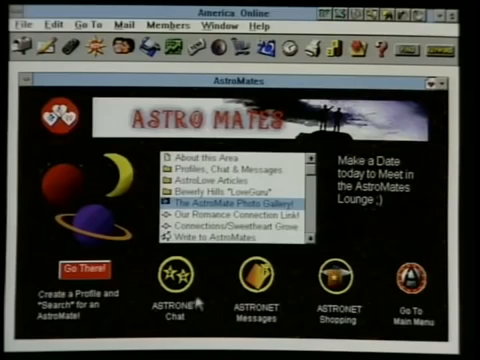 America Online
File Edit Go To Mail Members Window Help
AstroMates
ASTRO MATES
About this Area
Profiles, Chat & Messages
AstroLove Articles
Beverly Hills "LoveGuru"
The AstroMate Photo Gallery!
Our Romance Connection Link!
Connections/Sweetheart Grove
Write to AstroMates
Make a Date
today to Meet in
the AstroMates
Lounge ;)
Go There!
Create a Profile and
"Search" for an
AstroMate!
ASTRONET
Chat
ASTRONET
Messages
ASTRONET
Shopping
Go To
Main Menu